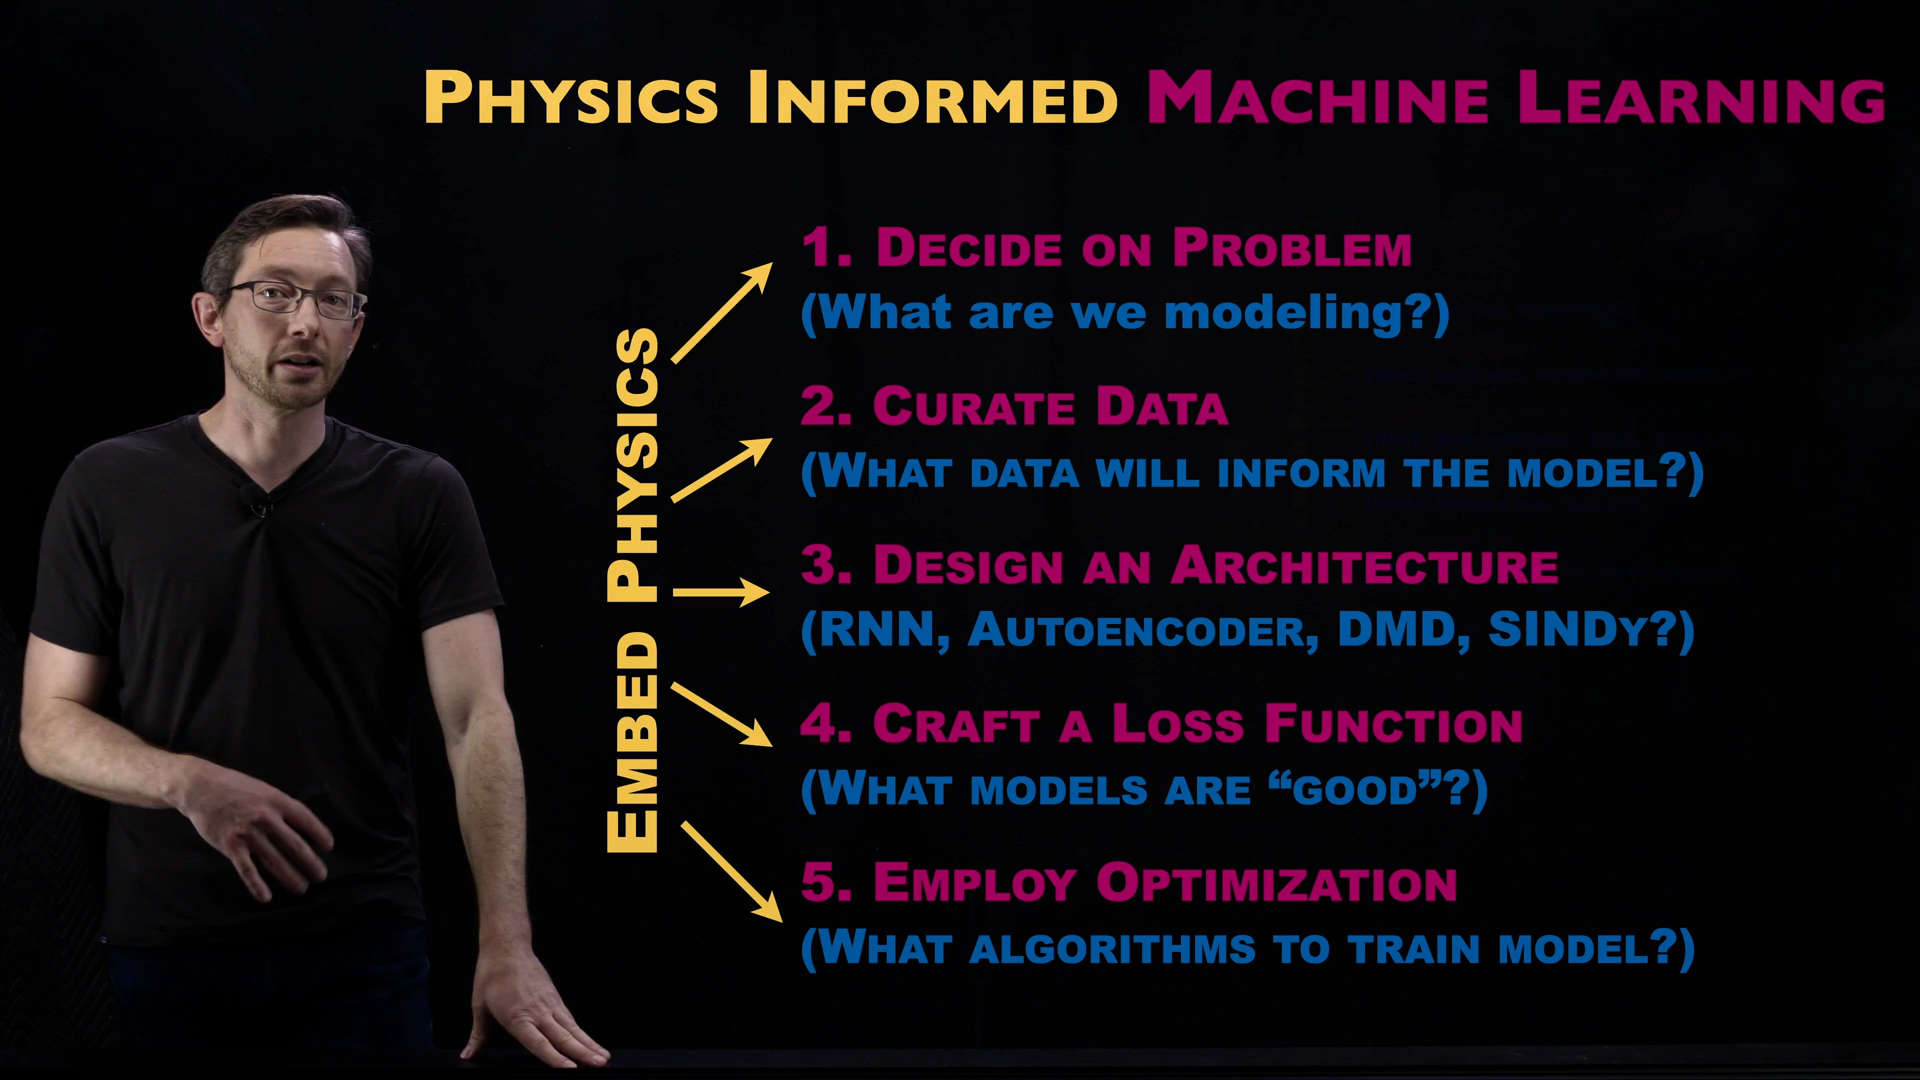 PHYSICS INFORMED MACHINE LEARNING
EMBED PHYSICS
1. DECIDE ON PROBLEM
(What are we modeling?)
2. CURATE DATA
(WHAT DATA WILL INFORM THE MODEL?)
3. DESIGN AN ARCHITECTURE
(RNN, AUTOENCODER, DMD, SINDY?)
4. CRAFT A LOSS FUNCTION
(WHAT MODELS ARE “GOOD”?)
5. EMPLOY OPTIMIZATION
(WHAT ALGORITHMS TO TRAIN MODEL?)